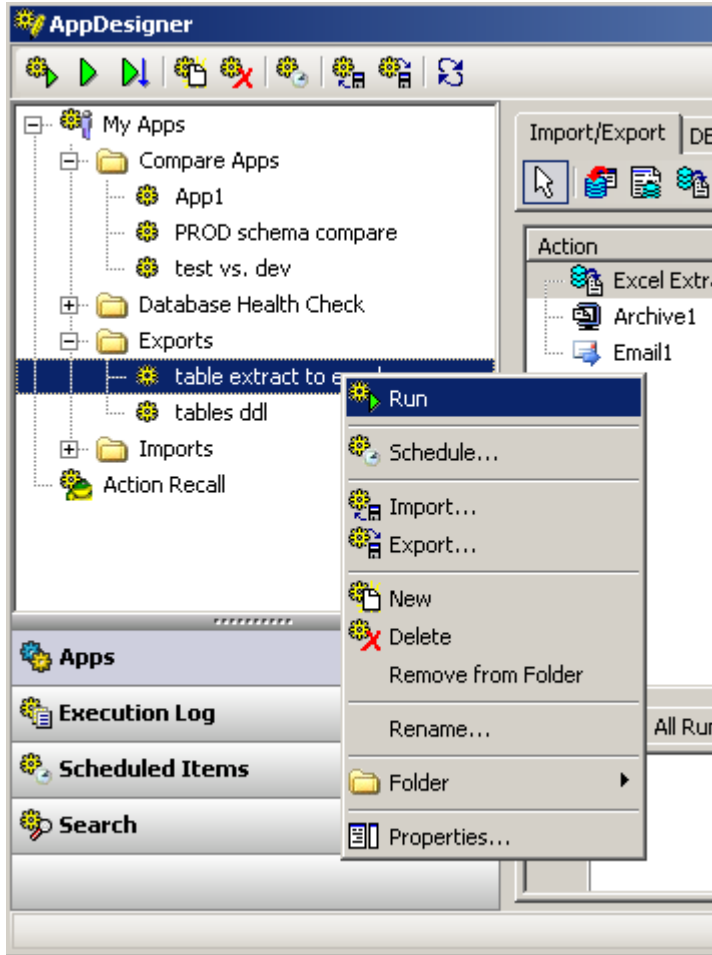 AppDesigner
My Apps
Compare Apps
App1
PROD schema compare
test vs. dev
Database Health Check
Exports
table extract to
tables ddl
Imports
Action Recall
Apps
Execution Log
Scheduled Items
Search
Import/Export
Action
Excel
Archive1
Email1
All
Run
Schedule...
Import...
Export...
New
Delete
Remove from Folder
Rename...
Folder
Properties...